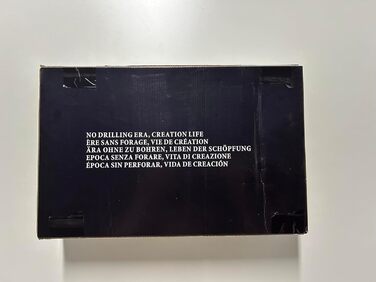 NO DRILLING ERA, CREATION LIFE
ÈRE SANS FORAGE, VIE DE CRÉATION
ÄRA OHNE ZU BOHREN, LEBEN DER SCHÖPFUNG
EPOCA SENZA FORARE, VITA DI CREAZIONE
ÉPOCA SIN PERFORAR, VIDA DE CREACIÓN